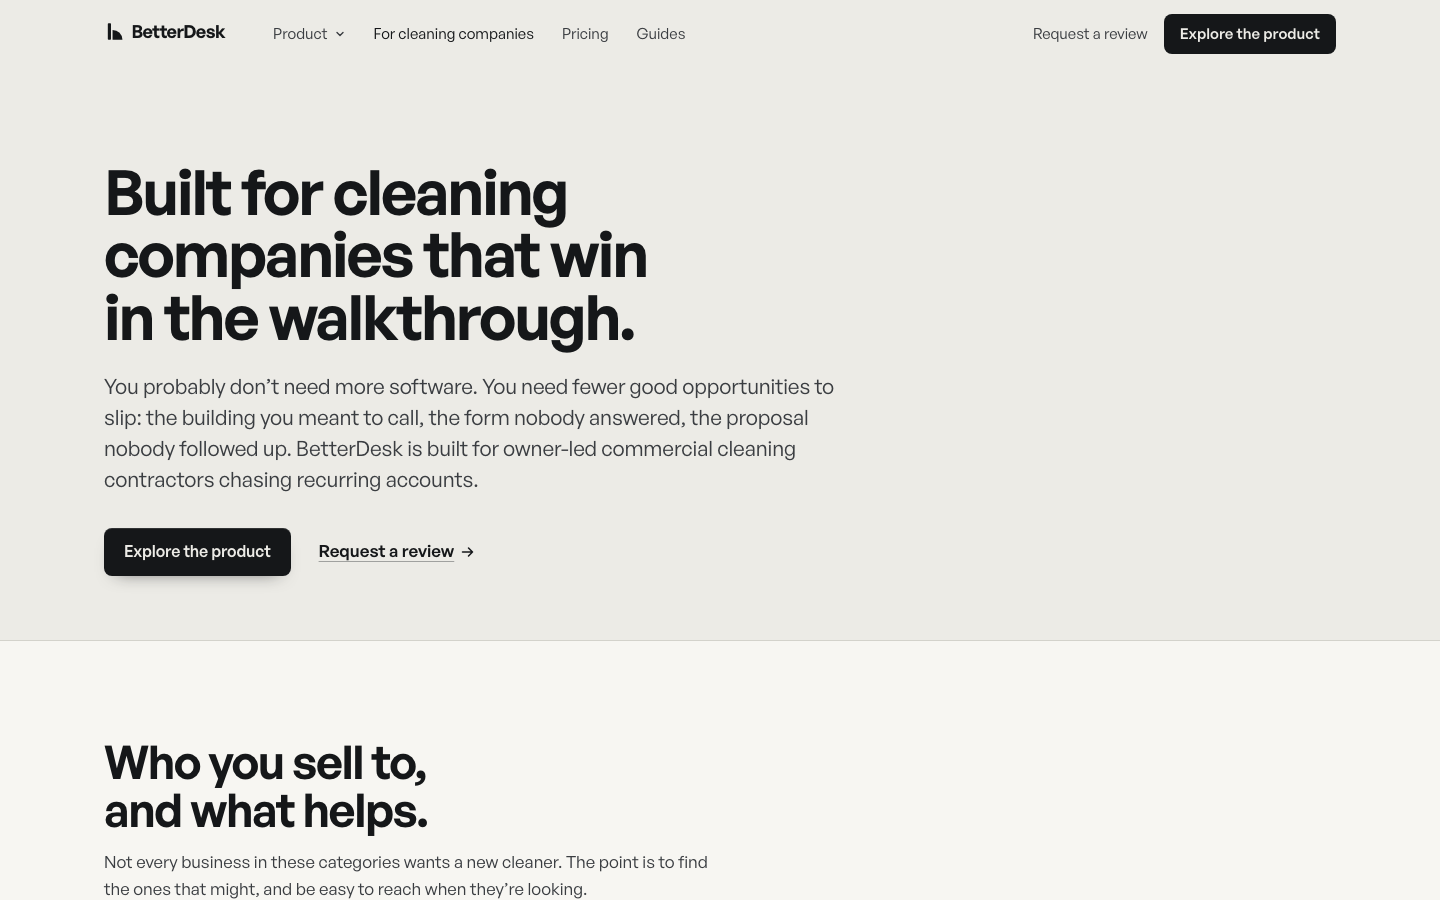 BetterDesk
Product
For cleaning companies
Pricing
Guides
Request a review
Explore the product
Built for cleaning
companies that win
in the walkthrough.
You probably don’t need more software. You need fewer good opportunities to
slip: the building you meant to call, the form nobody answered, the proposal
nobody followed up. BetterDesk is built for owner-led commercial cleaning
contractors chasing recurring accounts.
Explore the product
Request a review →
Who you sell to,
and what helps.
Not every business in these categories wants a new cleaner. The point is to find
the ones that might, and be easy to reach when they’re looking.